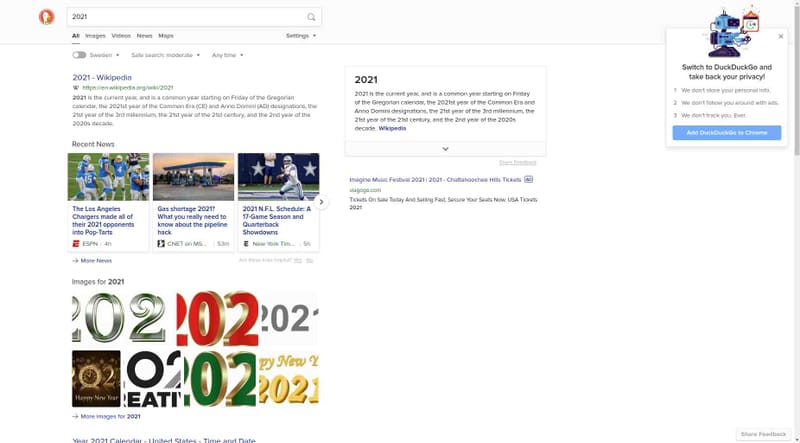 2021
All Images Videos News Maps Settings
Sweden Safe search: moderate Any time
2021 - Wikipedia
https://en.wikipedia.org/wiki/2021
2021 is the current year, and is a common year starting on Friday of the Gregorian
calendar, the 2021st year of the Common Era (CE) and Anno Domini (AD) designations, the
21st year of the 3rd millennium, the 21st year of the 21st century, and the 2nd year of the
2020s decade.
Recent News
The Los Angeles
Chargers made all of
their 2021 opponents
into Pop-Tarts
ESPN 4h
Gas shortage 2021?
What you really need to
know about the pipeline
hack
CNET on MS... 53m
2021 N.F.L. Schedule: A
17-Game Season and
Quarterback
Showdowns
New York Tim... 5h
More News
Are these links helpful? Yes No
Images for 2021
202
202
2021
2021
Happy New Year
202
EATIV
202
py New Y
2021
More Images for 2021
Year 2021 Calendar - United States - Time and Date
2021
2021 is the current year, and is a common year starting on Friday
of the Gregorian calendar, the 2021st year of the Common Era and
Anno Domini designations, the 21st year of the 3rd millennium, the
21st year of the 21st century, and the 2nd year of the 2020s
decade. Wikipedia
Share Feedback
Imagine Music Festival 2021 | 2021 - Chattahoochee Hills Tickets Ad
viagogo.com
Tickets On Sale Today And Selling Fast, Secure Your Seats Now. USA Tickets
2021
Switch to DuckDuckGo and
take back your privacy!
1 We don't store your personal info.
2 We don't follow you around with ads.
3 We don't track you. Ever.
Add DuckDuckGo to Chrome
Share Feedback